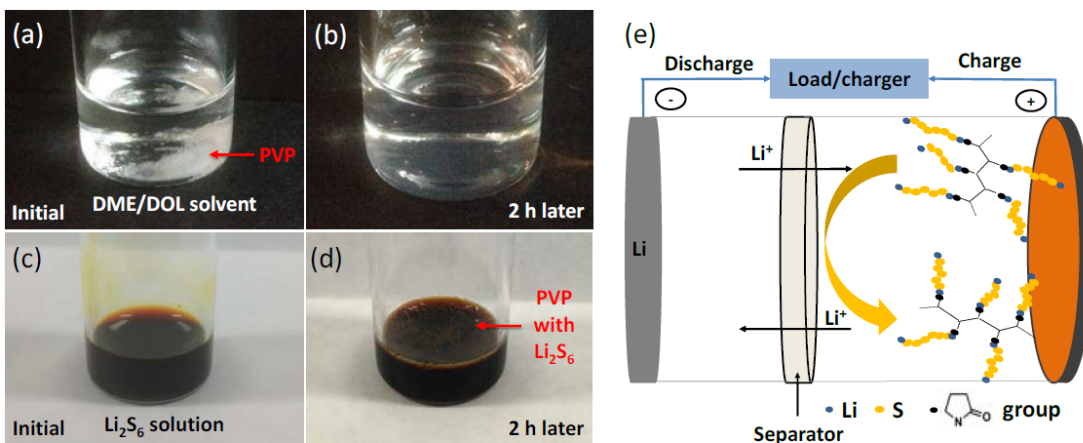 (a)
PVP
Initial
DME/DOL solvent
(b)
2 h later
(c)
Initial
Li₂S₆ solution
(d)
PVP
with
Li₂S₆
2 h later
(e)
Discharge
Load/charger
Charge
-
+
Li⁺
Li
Li⁺
Separator
Li
S
N
O
group